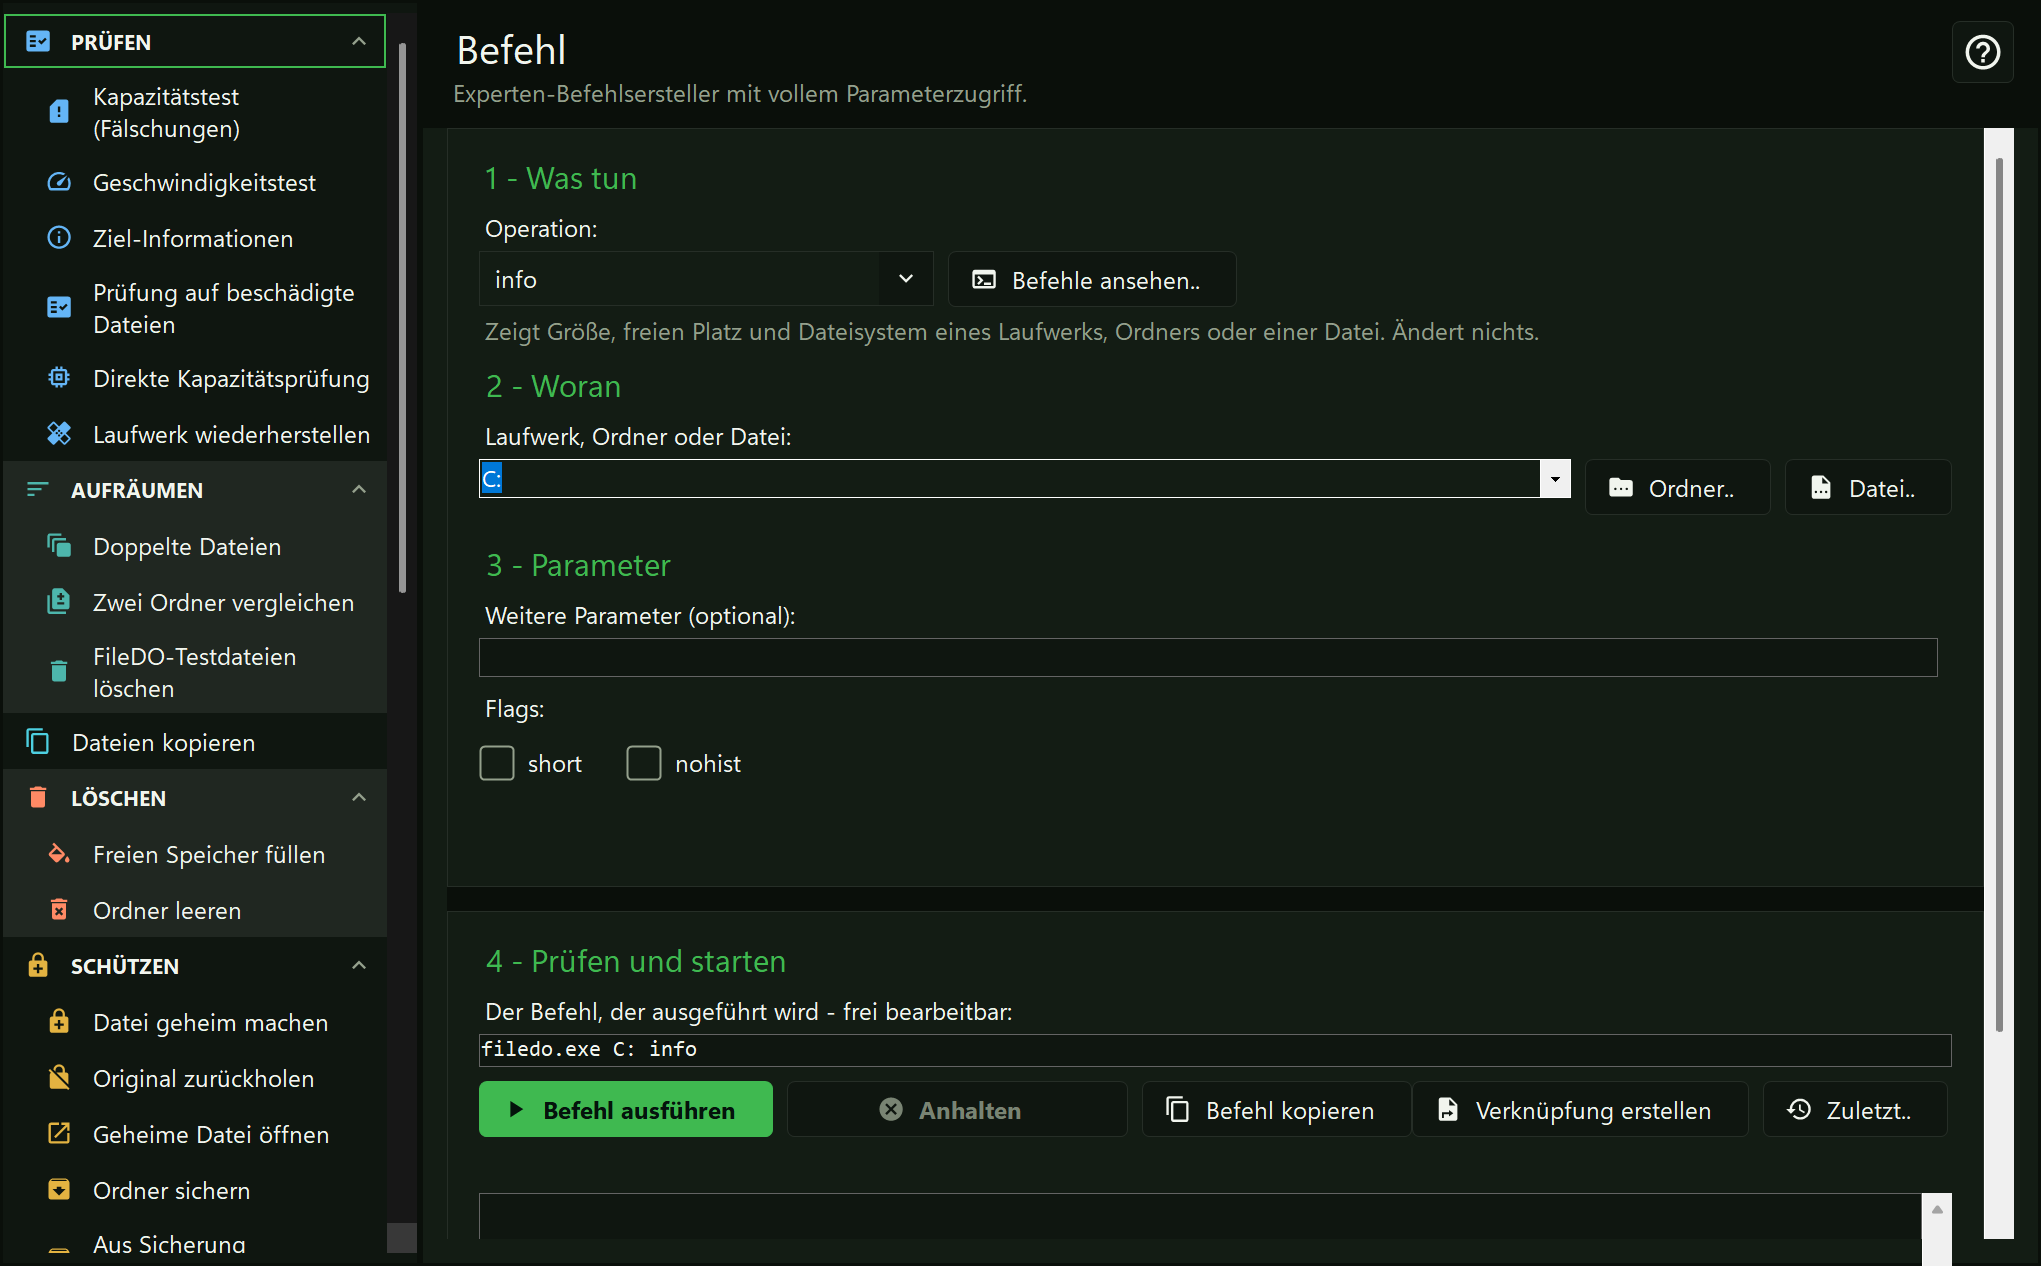 PRÜFEN
Kapazitätstest
(Fälschungen)
Geschwindigkeitstest
Ziel-Informationen
Prüfung auf beschädigte
Dateien
Direkte Kapazitätsprüfung
Laufwerk wiederherstellen
AUFRÄUMEN
Doppelte Dateien
Zwei Ordner vergleichen
FileDO-Testdateien
löschen
Dateien kopieren
LÖSCHEN
Freien Speicher füllen
Ordner leeren
SCHÜTZEN
Datei geheim machen
Original zurückholen
Geheime Datei öffnen
Ordner sichern
Aus Sicherung
Befehl
Experten-Befehlsersteller mit vollem Parameterzugriff.
1 - Was tun
Operation:
info
Befehle ansehen..
Zeigt Größe, freien Platz und Dateisystem eines Laufwerks, Ordners oder einer Datei. Ändert nichts.
2 - Woran
Laufwerk, Ordner oder Datei:
C:
Ordner..
Datei..
3 - Parameter
Weitere Parameter (optional):
Flags:
short
nohist
4 - Prüfen und starten
Der Befehl, der ausgeführt wird - frei bearbeitbar:
filedo.exe C: info
Befehl ausführen
Anhalten
Befehl kopieren
Verknüpfung erstellen
Zuletzt..